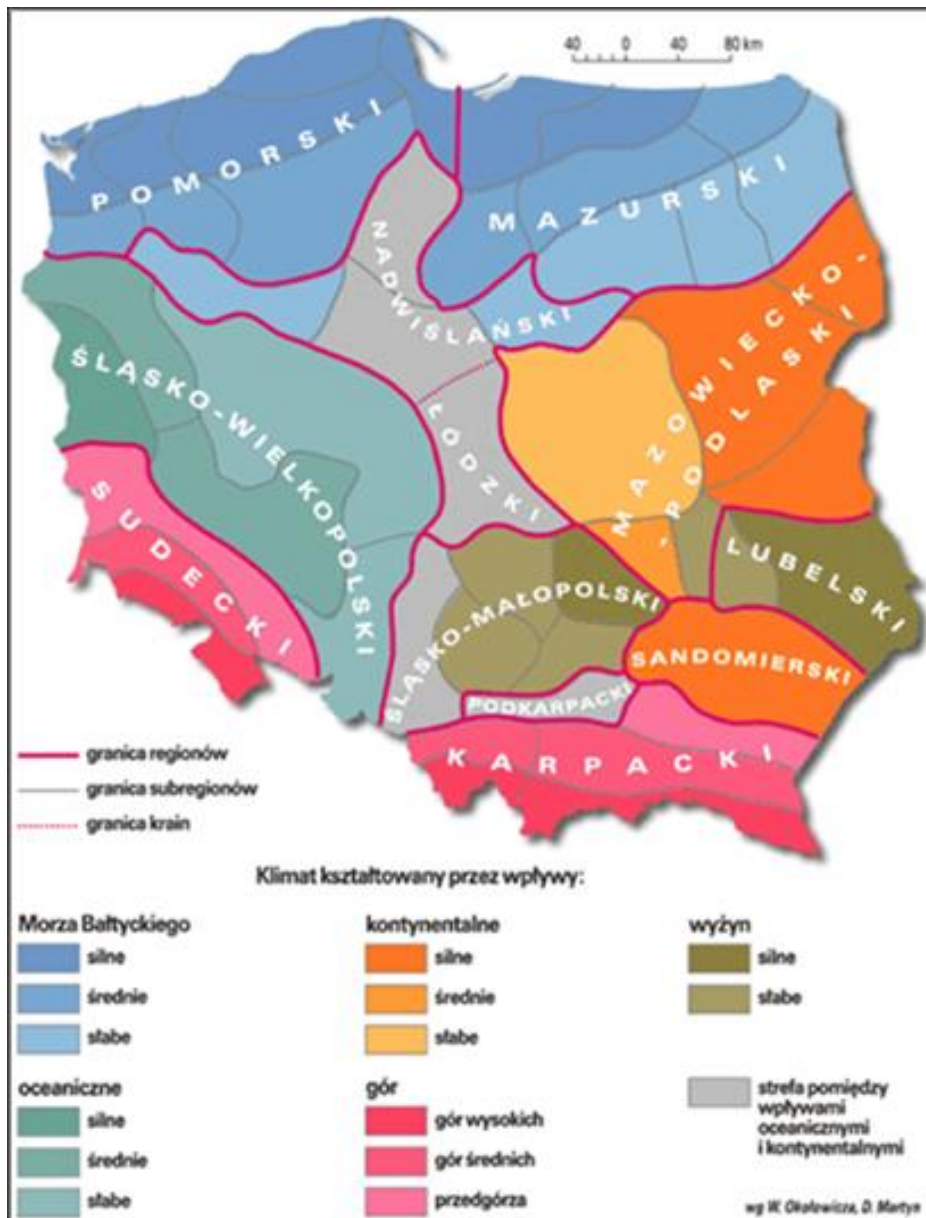 40 0 40 80 km
POMORSKI
MAZURSKI
NADWIŚLAŃSKI
MAZOWIECKO-
-PODLASKI
ŚLĄSKO-WIELKOPOLSKI
ŁÓDZKI
SUDECKI
LUBELSKI
ŚLĄSKO-MAŁOPOLSKI
SANDOMIERSKI
PODKARPACKI
KARPACKI
granica regionów
granica subregionów
granica krain
Klimat kształtowany przez wpływy:
Morza Bałtyckiego
silne
średnie
słabe
kontynentalne
silne
średnie
słabe
wyżyn
silne
słabe
oceaniczne
silne
średnie
słabe
gór
gór wysokich
gór średnich
przedgórza
strefa pomiędzy
wpływami
oceanicznymi
i kontynentalnymi
wg W. Okołowicza, D. Martyn